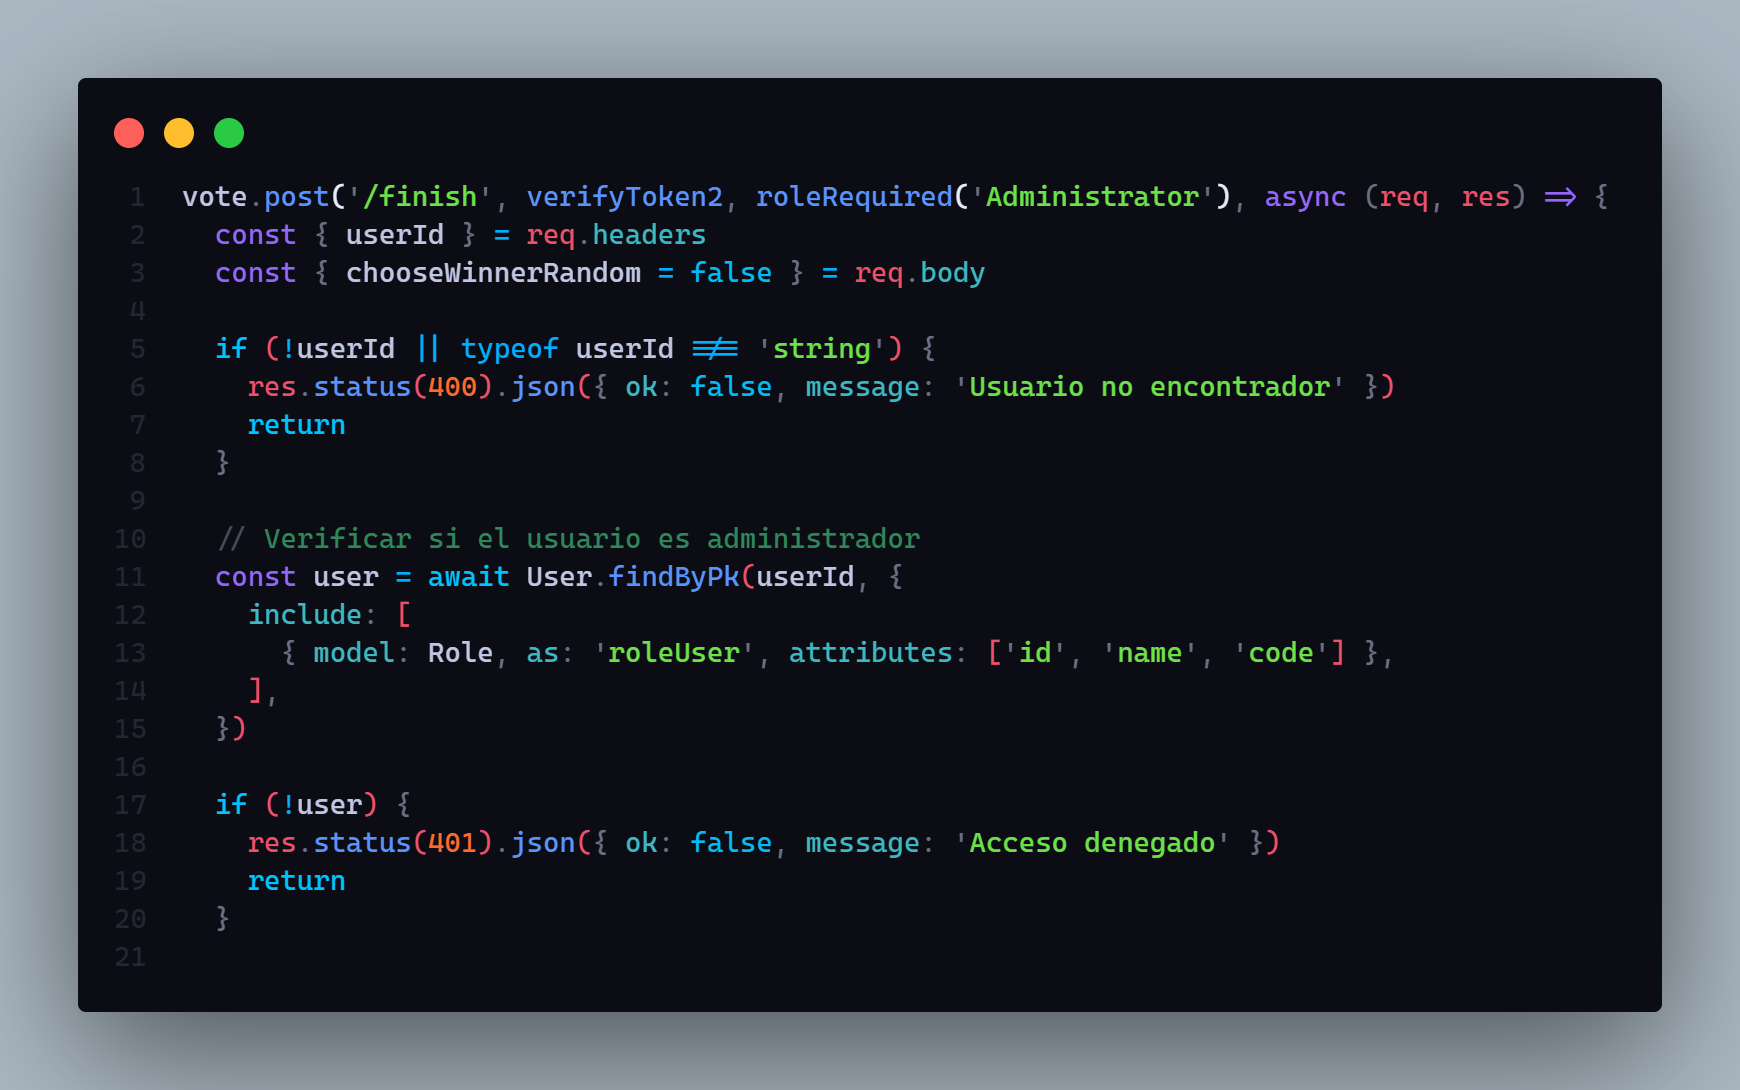 1 vote.post('/finish', verifyToken2, roleRequired('Administrator'), async (req, res) => {
2   const { userId } = req.headers
3   const { chooseWinnerRandom = false } = req.body
4
5   if (!userId || typeof userId !== 'string') {
6     res.status(400).json({ ok: false, message: 'Usuario no encontrador' })
7     return
8   }
9
10   // Verificar si el usuario es administrador
11   const user = await User.findByPk(userId, {
12     include: [
13       { model: Role, as: 'roleUser', attributes: ['id', 'name', 'code'] },
14     ],
15   })
16
17   if (!user) {
18     res.status(401).json({ ok: false, message: 'Acceso denegado' })
19     return
20   }
21